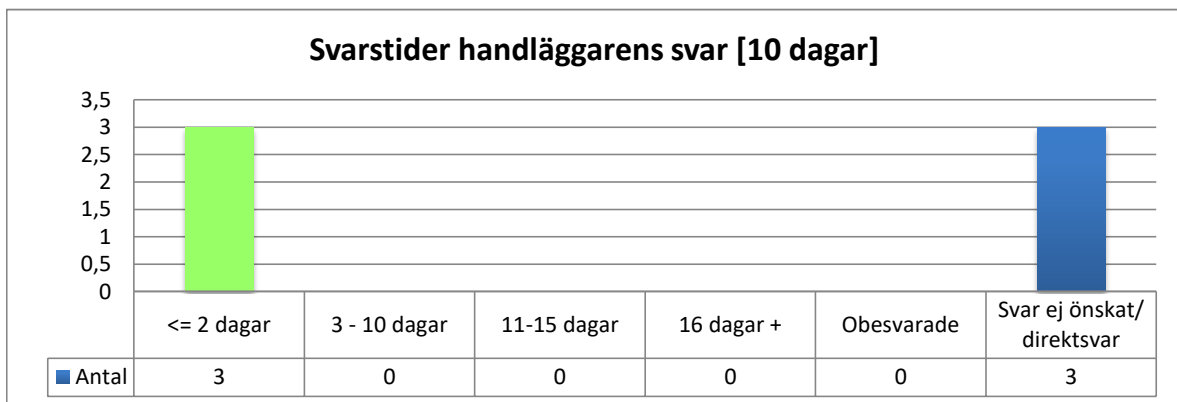 Svarstider handläggarens svar [10 dagar]
3,5
3
2,5
2
1,5
1
0,5
0
<= 2 dagar 3 - 10 dagar 11-15 dagar 16 dagar + Obesvarade Svar ej önskat/
direktsvar
Antal 3 0 0 0 0 3